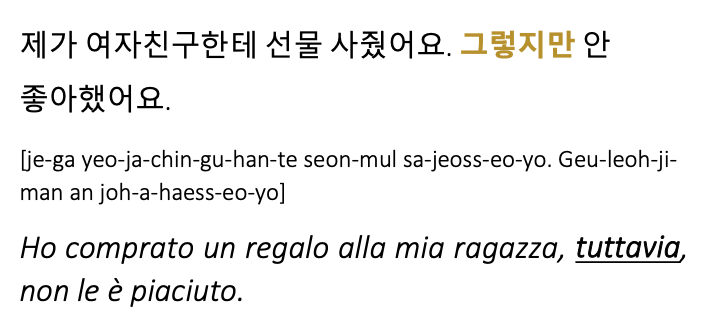 제가 여자친구한테 선물 사줬어요. 그렇지만 안
좋아했어요.
[je-ga yeo-ja-chin-gu-han-te seon-mul sa-jeoss-eo-yo. Geu-leoh-ji-
man an joh-a-haess-eo-yo]
Ho comprato un regalo alla mia ragazza, tuttavia,
non le è piaciuto.